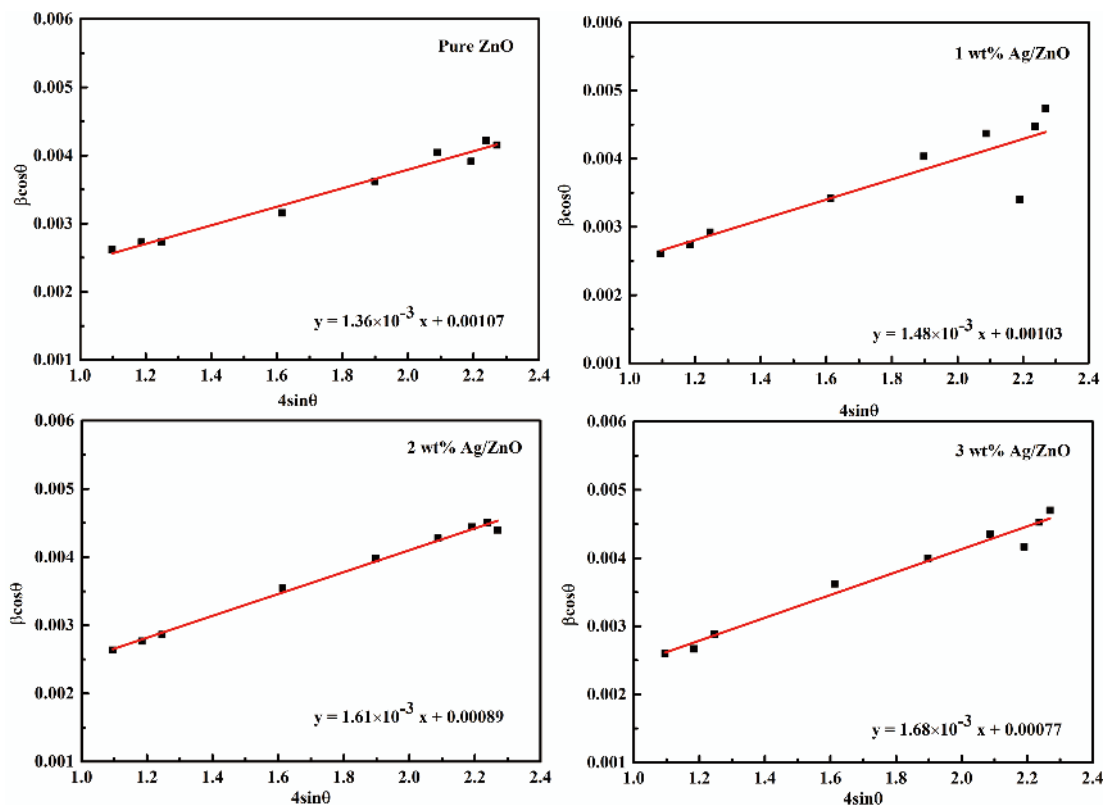 0.006
0.005
0.004
0.003
0.002
0.001
βcosθ
Pure ZnO
y = 1.36×10⁻³ x + 0.00107
1.0 1.2 1.4 1.6 1.8 2.0 2.2 2.4
4sinθ
0.006
0.005
0.004
0.003
0.002
0.001
βcosθ
1 wt% Ag/ZnO
y = 1.48×10⁻³ x + 0.00103
1.0 1.2 1.4 1.6 1.8 2.0 2.2 2.4
4sinθ
0.006
0.005
0.004
0.003
0.002
0.001
βcosθ
2 wt% Ag/ZnO
y = 1.61×10⁻³ x + 0.00089
1.0 1.2 1.4 1.6 1.8 2.0 2.2 2.4
4sinθ
0.006
0.005
0.004
0.003
0.002
0.001
βcosθ
3 wt% Ag/ZnO
y = 1.68×10⁻³ x + 0.00077
1.0 1.2 1.4 1.6 1.8 2.0 2.2 2.4
4sinθ